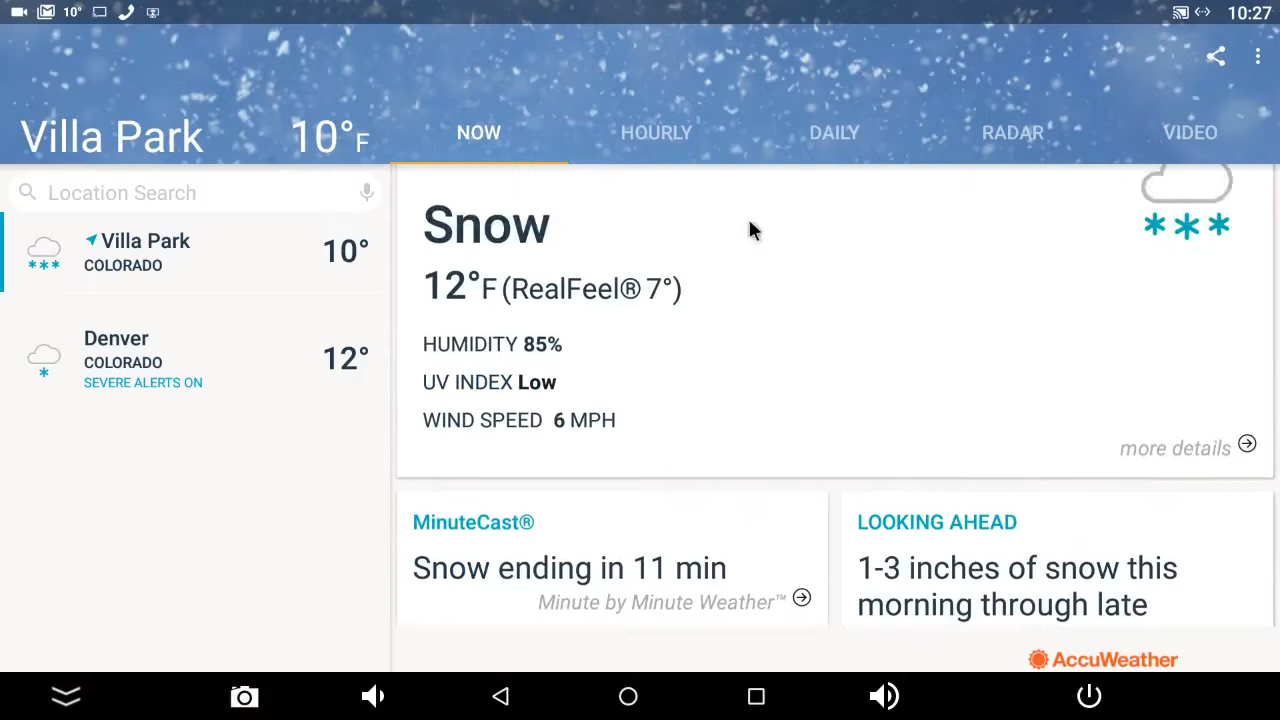 10° 10:27
Villa Park 10°F
NOW HOURLY DAILY RADAR VIDEO
Location Search
Villa Park
COLORADO
10°
Denver
COLORADO
SEVERE ALERTS ON
12°
Snow
12°F (RealFeel® 7°)
HUMIDITY 85%
UV INDEX Low
WIND SPEED 6 MPH
more details
MinuteCast®
Snow ending in 11 min
Minute by Minute Weather™
LOOKING AHEAD
1-3 inches of snow this
morning through late
AccuWeather